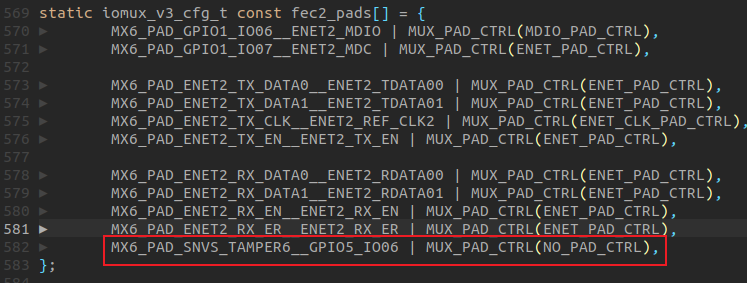 569 static iomux_v3_cfg_t const fec2_pads[] = {
570 MX6_PAD_GPIO1_IO06__ENET2_MDIO | MUX_PAD_CTRL(MDIO_PAD_CTRL),
571 MX6_PAD_GPIO1_IO07__ENET2_MDC | MUX_PAD_CTRL(ENET_PAD_CTRL),
572
573 MX6_PAD_ENET2_TX_DATA0__ENET2_TDATA00 | MUX_PAD_CTRL(ENET_PAD_CTRL),
574 MX6_PAD_ENET2_TX_DATA1__ENET2_TDATA01 | MUX_PAD_CTRL(ENET_PAD_CTRL),
575 MX6_PAD_ENET2_TX_CLK__ENET2_REF_CLK2 | MUX_PAD_CTRL(ENET_CLK_PAD_CTRL),
576 MX6_PAD_ENET2_TX_EN__ENET2_TX_EN | MUX_PAD_CTRL(ENET_PAD_CTRL),
577
578 MX6_PAD_ENET2_RX_DATA0__ENET2_RDATA00 | MUX_PAD_CTRL(ENET_PAD_CTRL),
579 MX6_PAD_ENET2_RX_DATA1__ENET2_RDATA01 | MUX_PAD_CTRL(ENET_PAD_CTRL),
580 MX6_PAD_ENET2_RX_EN__ENET2_RX_EN | MUX_PAD_CTRL(ENET_PAD_CTRL),
581 MX6_PAD_ENET2_RX_ER__ENET2_RX_ER | MUX_PAD_CTRL(ENET_PAD_CTRL),
582 MX6_PAD_SNVS_TAMPER6__GPIO5_IO06 | MUX_PAD_CTRL(NO_PAD_CTRL),
583 };